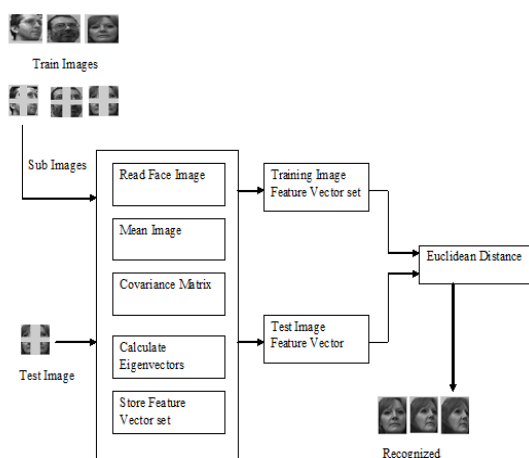 Train Images
Sub Images
Read Face Image
Mean Image
Covariance Matrix
Calculate
Eigenvectors
Store Feature
Vector set
Training Image
Feature Vector set
Euclidean Distance
Test Image
Test Image
Feature Vector
Recognized